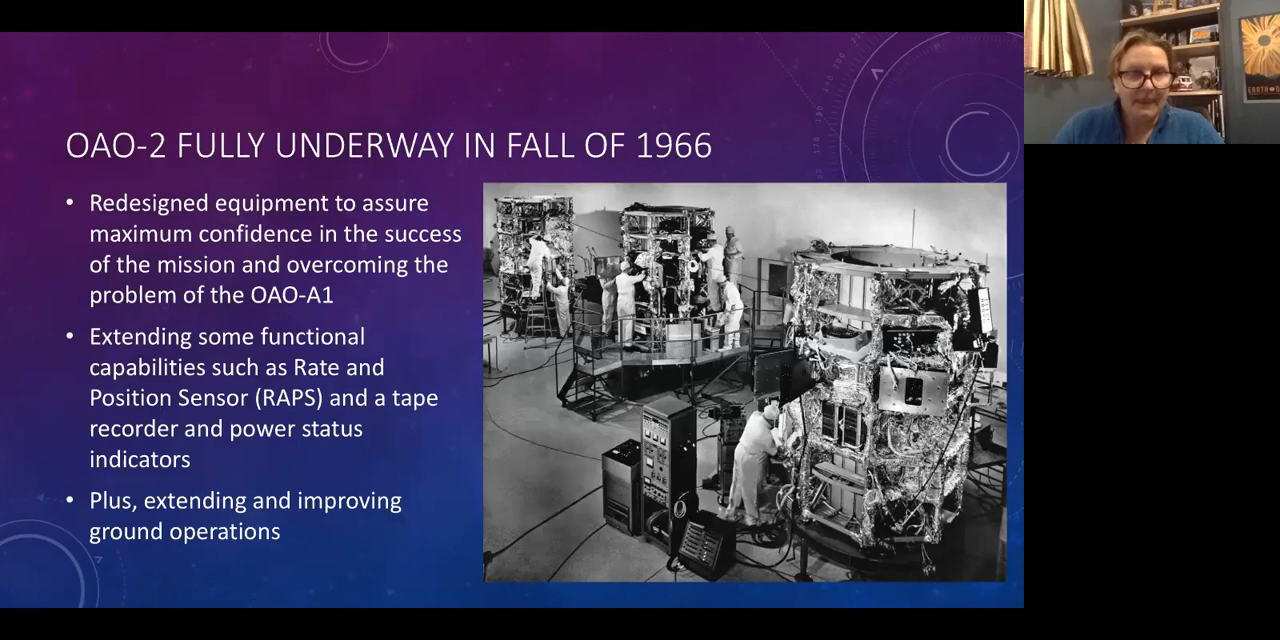 OAO-2 FULLY UNDERWAY IN FALL OF 1966
• Redesigned equipment to assure
maximum confidence in the success
of the mission and overcoming the
problem of the OAO-A1
• Extending some functional
capabilities such as Rate and
Position Sensor (RAPS) and a tape
recorder and power status
indicators
• Plus, extending and improving
ground operations